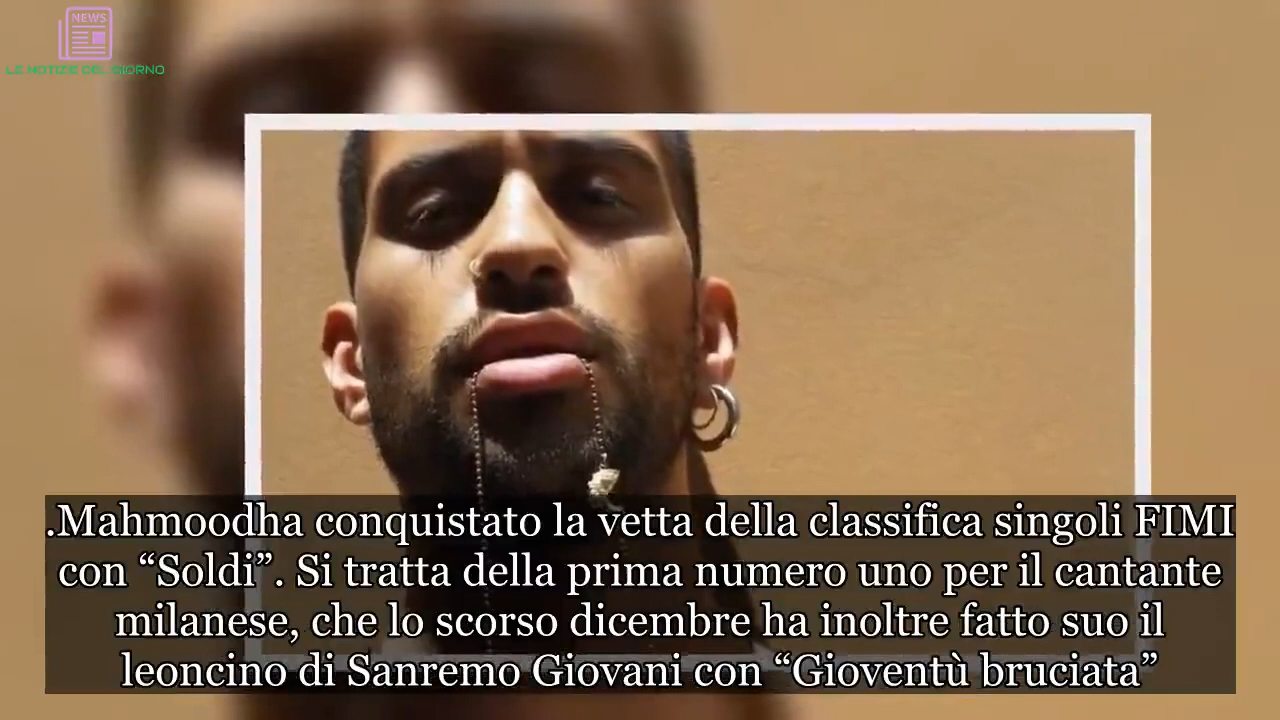 NEWS
LE NOTIZIE DEL GIORNO
.Mahmoodha conquistato la vetta della classifica singoli FIMI
con “Soldi”. Si tratta della prima numero uno per il cantante
milanese, che lo scorso dicembre ha inoltre fatto suo il
leoncino di Sanremo Giovani con “Gioventù bruciata”